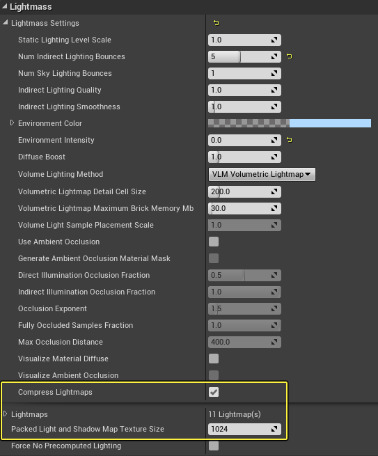 Lightmass
Lightmass Settings
Static Lighting Level Scale 1.0
Num Indirect Lighting Bounces 5
Num Sky Lighting Bounces 1
Indirect Lighting Quality 1.0
Indirect Lighting Smoothness 1.0
Environment Color
Environment Intensity 0.0
Diffuse Boost 1.0
Volume Lighting Method VLM Volumetric Lightmap
Volumetric Lightmap Detail Cell Size 200.0
Volumetric Lightmap Maximum Brick Memory Mb 30.0
Volume Light Sample Placement Scale 1.0
Use Ambient Occlusion
Generate Ambient Occlusion Material Mask
Direct Illumination Occlusion Fraction 0.5
Indirect Illumination Occlusion Fraction 1.0
Occlusion Exponent 1.5
Fully Occluded Samples Fraction 1.0
Max Occlusion Distance 400.0
Visualize Material Diffuse
Visualize Ambient Occlusion
Compress Lightmaps
Lightmaps 11 Lightmap(s)
Packed Light and Shadow Map Texture Size 1024
Force No Precomputed Lighting